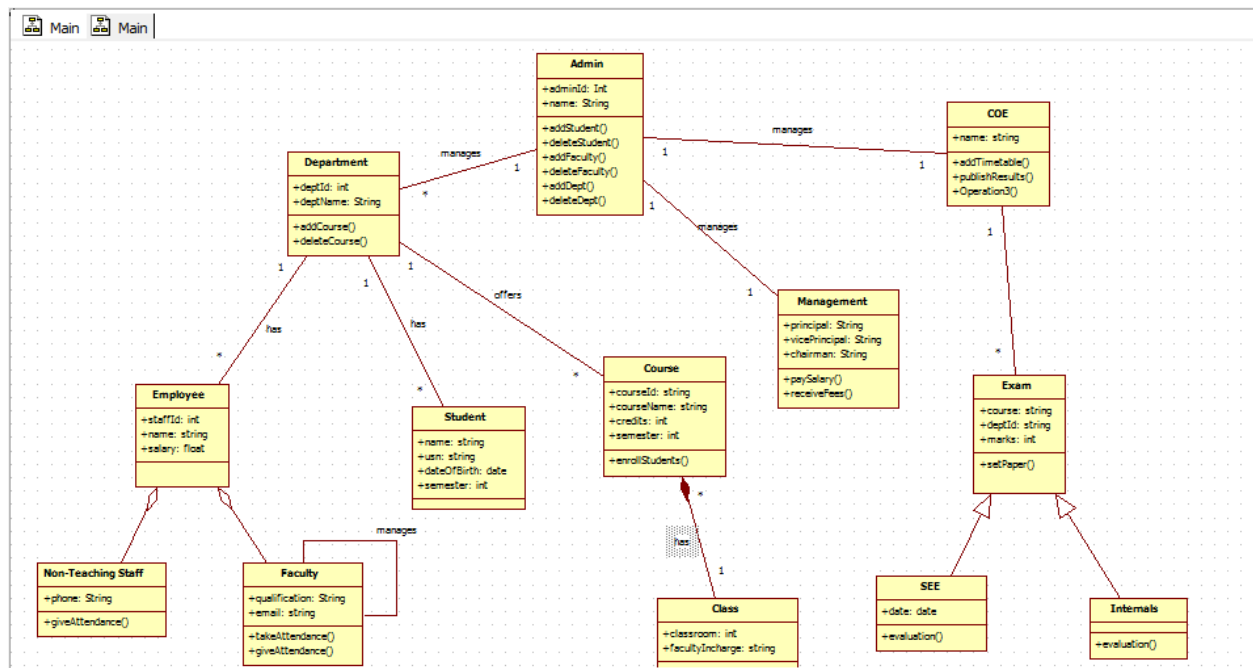 Main Main
Admin
+adminId: Int
+name: String
+addStudent()
+deleteStudent()
+addFaculty()
+deleteFaculty()
+addDept()
+deleteDept()
manages
1
*
manages
1
1
manages
1
1
COE
+name: string
+addTimetable()
+publishResults()
+Operation3()
Department
+deptId: int
+deptName: String
+addCourse()
+deleteCourse()
1
has
*
1
has
*
1
offers
*
1
*
Management
+principal: String
+vicePrincipal: String
+chairman: String
+paySalary()
+receiveFees()
Employee
+staffId: int
+name: string
+salary: float
Student
+name: string
+usn: string
+dateOfBirth: date
+semester: int
Course
+courseId: string
+courseName: string
+credits: int
+semester: int
+enrollStudents()
*
has
1
Exam
+course: string
+deptId: string
+marks: int
+setPaper()
manages
Non-Teaching Staff
+phone: String
+giveAttendance()
Faculty
+qualification: String
+email: string
+takeAttendance()
+giveAttendance()
Class
+classroom: int
+facultyIncharge: string
SEE
+date: date
+evaluation()
Internals
+evaluation()